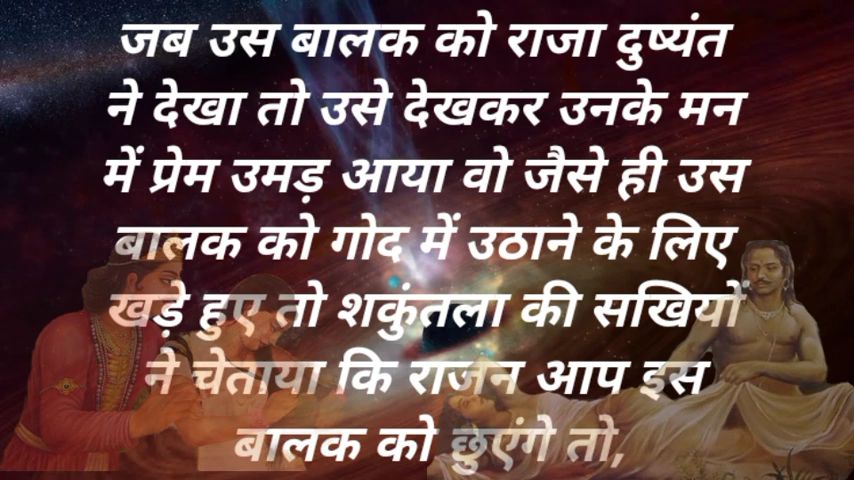 जब उस बालक को राजा दुष्यंत
ने देखा तो उसे देखकर उनके मन
में प्रेम उमड़ आया वो जैसे ही उस
बालक को गोद में उठाने के लिए
खड़े हुए तो शकुंतला की सखियों
ने चेताया कि राजन आप इस
बालक को छुएंगे तो,